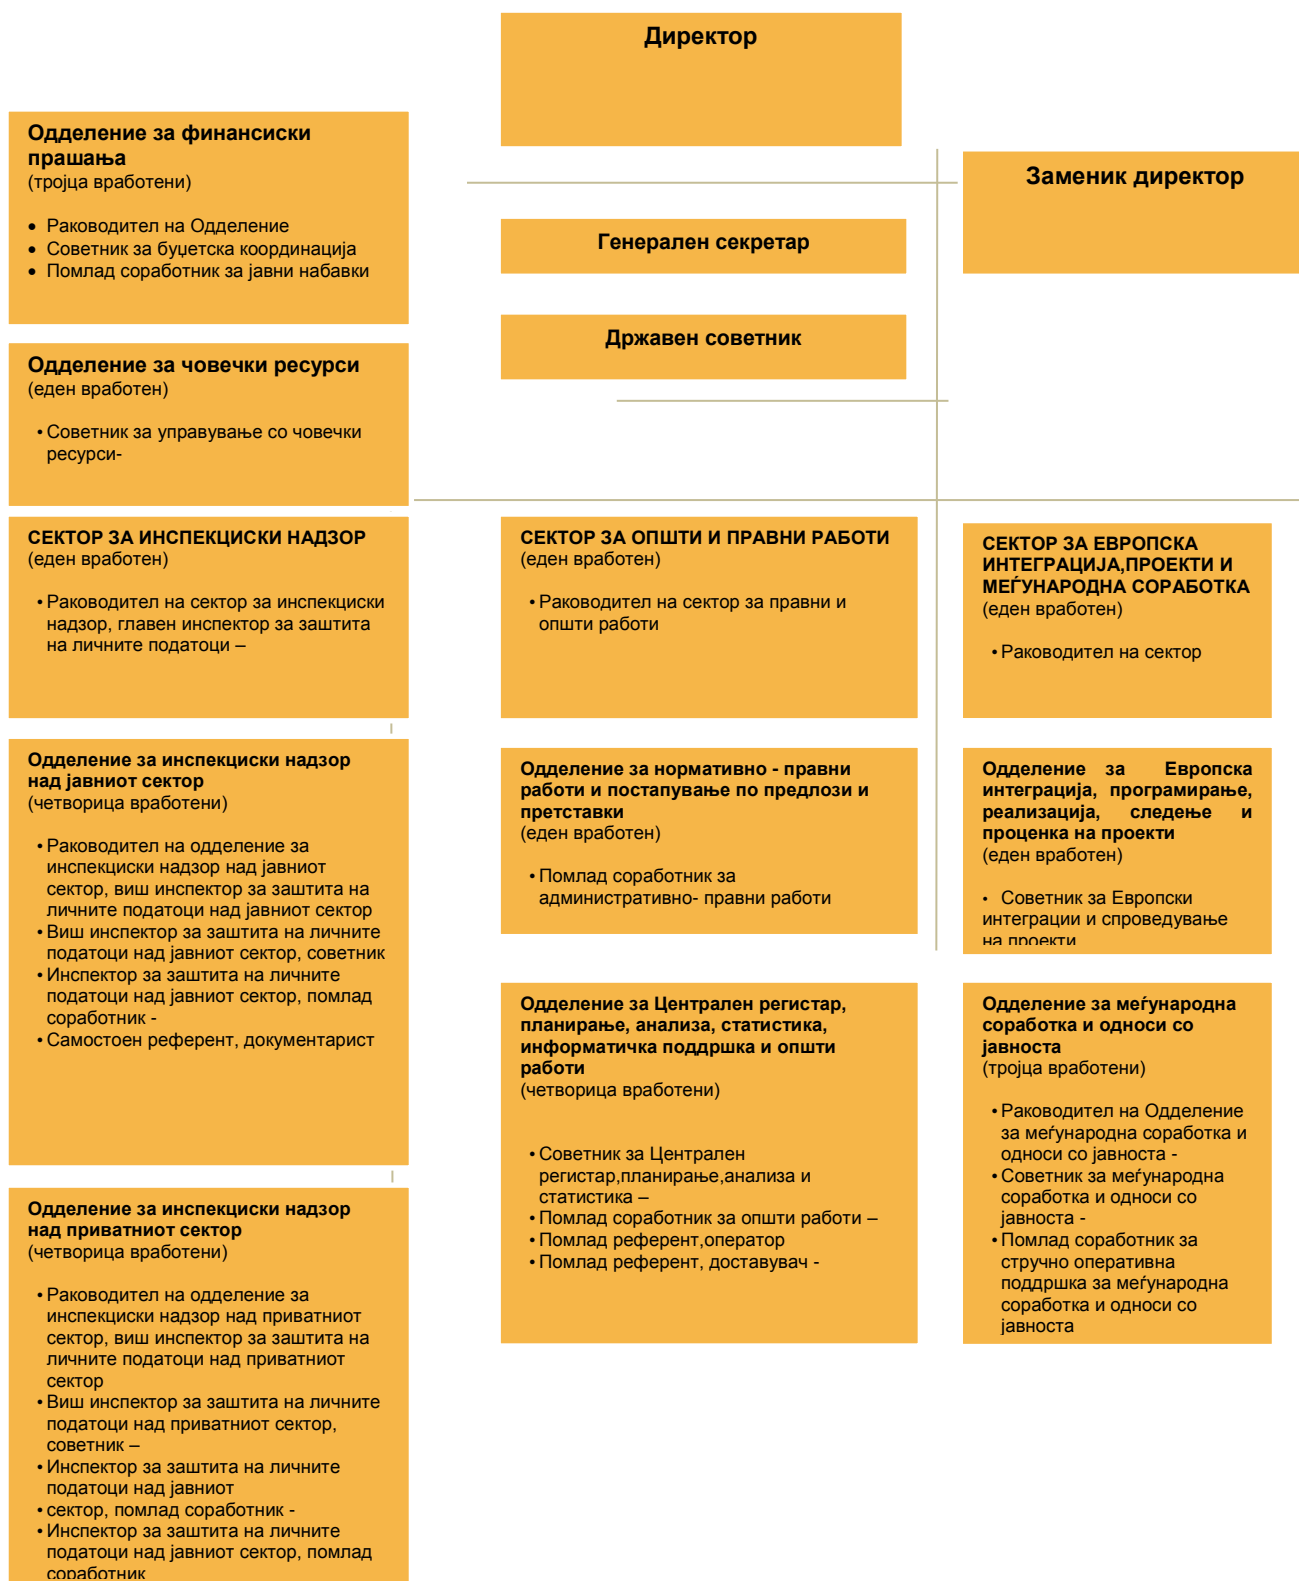 Директор
Заменик директор
Генерален секретар
Државен советник
Одделение за финансиски
прашања
(тројца вработени)
• Раководител на Одделение
• Советник за буџетска координација
• Помлад соработник за јавни набавки
Одделение за човечки ресурси
(еден вработен)
• Советник за управување со човечки
ресурси-
СЕКТОР ЗА ИНСПЕКЦИСКИ НАДЗОР
(еден вработен)
• Раководител на сектор за инспекциски
надзор, главен инспектор за заштита
на личните податоци –
Одделение за инспекциски надзор
над јавниот сектор
(четворица вработени)
• Раководител на одделение за
инспекциски надзор над јавниот
сектор, виш инспектор за заштита на
личните податоци над јавниот сектор
• Виш инспектор за заштита на личните
податоци над јавниот сектор, советник
• Инспектор за заштита на личните
податоци над јавниот сектор, помлад
соработник -
• Самостоен референт, документарист
Одделение за инспекциски надзор
над приватниот сектор
(четворица вработени)
• Раководител на одделение за
инспекциски надзор над приватниот
сектор, виш инспектор за заштита на
личните податоци над приватниот
сектор
• Виш инспектор за заштита на личните
податоци над приватниот сектор,
советник –
• Инспектор за заштита на личните
податоци над јавниот
• сектор, помлад соработник -
• Инспектор за заштита на личните
податоци над јавниот сектор, помлад
соработник
СЕКТОР ЗА ОПШТИ И ПРАВНИ РАБОТИ
(еден вработен)
• Раководител на сектор за правни и
општи работи
Одделение за нормативно - правни
работи и постапување по предлози и
претставки
(еден вработен)
• Помлад соработник за
административно- правни работи
Одделение за Централен регистар,
планирање, анализа, статистика,
информатичка поддршка и општи
работи
(четворица вработени)
• Советник за Централен
регистар,планирање,анализа и
статистика –
• Помлад соработник за општи работи –
• Помлад референт,оператор
• Помлад референт, доставувач -
СЕКТОР ЗА ЕВРОПСКА
ИНТЕГРАЦИЈА,ПРОЕКТИ И
МЕЃУНАРОДНА СОРАБОТКА
(еден вработен)
• Раководител на сектор
Одделение за Европска
интеграција, програмирање,
реализација, следење и
проценка на проекти
(еден вработен)
• Советник за Европски
интеграции и спроведување
на проекти
Одделение за меѓународна
соработка и односи со
јавноста
(тројца вработени)
• Раководител на Одделение
за меѓународна соработка и
односи со јавноста -
• Советник за меѓународна
соработка и односи со
јавноста -
• Помлад соработник за
стручно оперативна
поддршка за меѓународна
соработка и односи со
јавноста